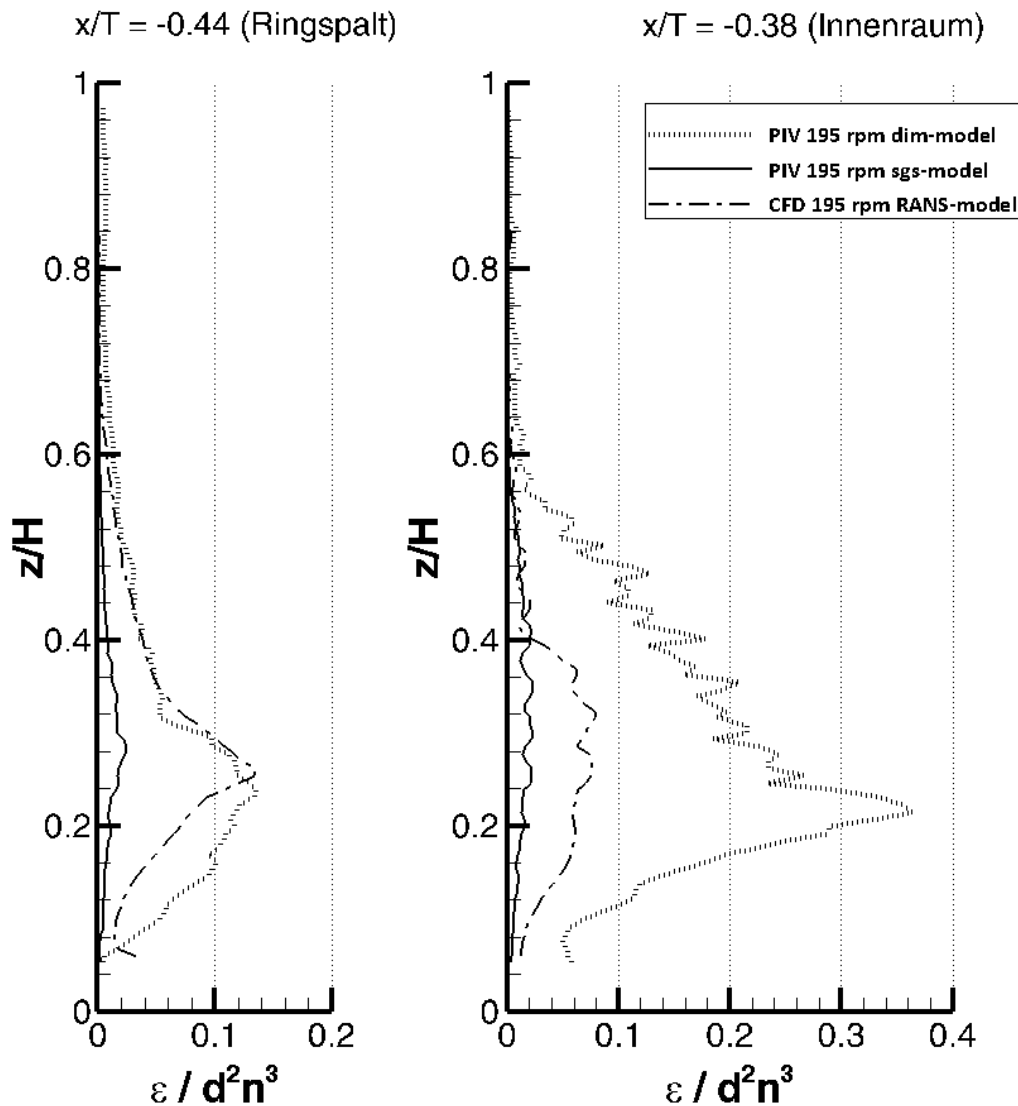 x/T = -0.44 (Ringspalt)
x/T = -0.38 (Innenraum)
1
0.8
0.6
0.4
0.2
0
z/H
0
0.1
0.2
ε / d²n³
1
0.8
0.6
0.4
0.2
0
z/H
0
0.1
0.2
0.3
0.4
ε / d²n³
PIV 195 rpm dim-model
PIV 195 rpm sgs-model
CFD 195 rpm RANS-model